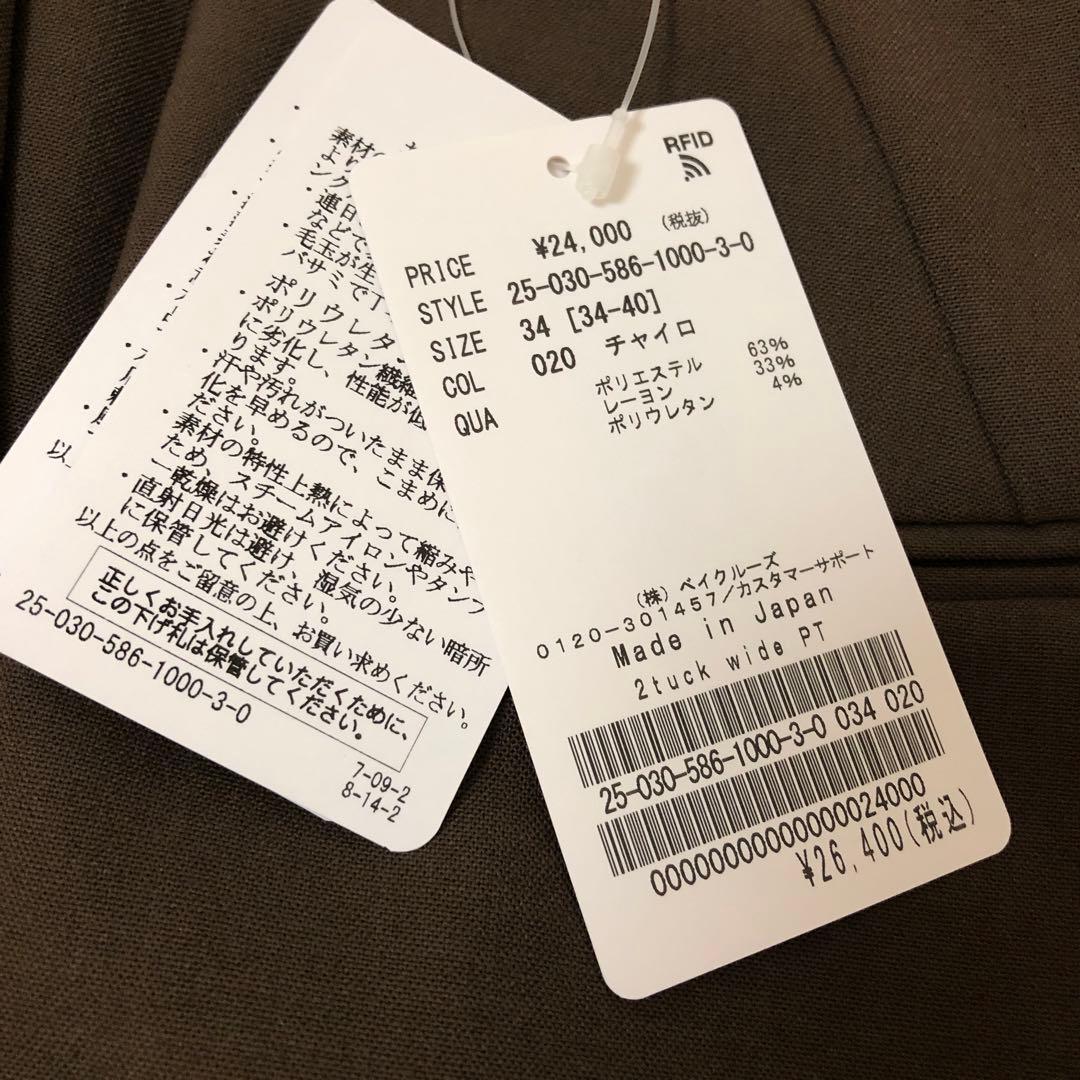 RFID
PRICE ¥24,000 (税抜)
STYLE 25-030-586-1000-3-0
SIZE 34 [34-40]
COL 020 チャイロ
QUA ポリエステル 63%
レーヨン 33%
ポリウレタン 4%
(株) ベイクルーズ
0120-301457/カスタマーサポート
Made in Japan
2tuck wide PT
25-030-586-1000-3-0 034 020
0000000000000024000
¥26,400(税込)
素材の
よ
ング
連日
などで
・毛玉が生
バサミで
ポリウレタン
・ポリウレタン繊維
に劣化し、性能が低
ります。
・汗や汚れがついたまま保
化を早めるので、こまめに
ださい。
・素材の特性上熱によって縮みや
ため、スチームアイロンやタンブ
ー乾燥はお避けください。
・直射日光は避け、湿気の少ない暗所
に保管してください。
以上の点をご留意の上、お買い求めください。
正しくお手入れしていただくために、
この下げ札は保管してください。
25-030-586-1000-3-0
7-09-2
8-14-2
以